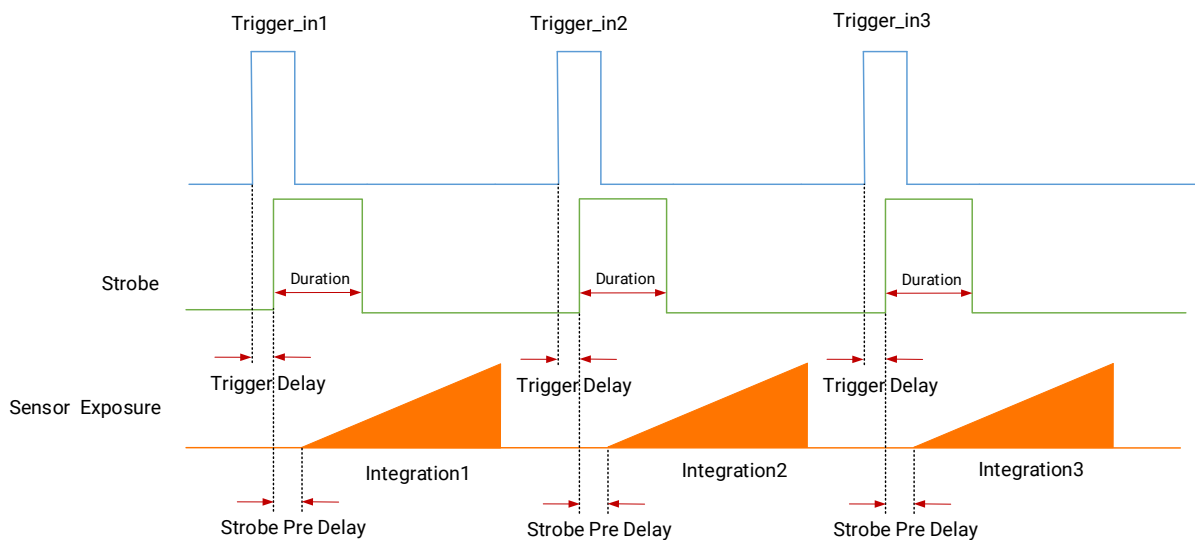 Trigger_in1
Trigger_in2
Trigger_in3
Strobe
Duration
Duration
Duration
Trigger Delay
Trigger Delay
Trigger Delay
Sensor Exposure
Integration1
Integration2
Integration3
Strobe Pre Delay
Strobe Pre Delay
Strobe Pre Delay